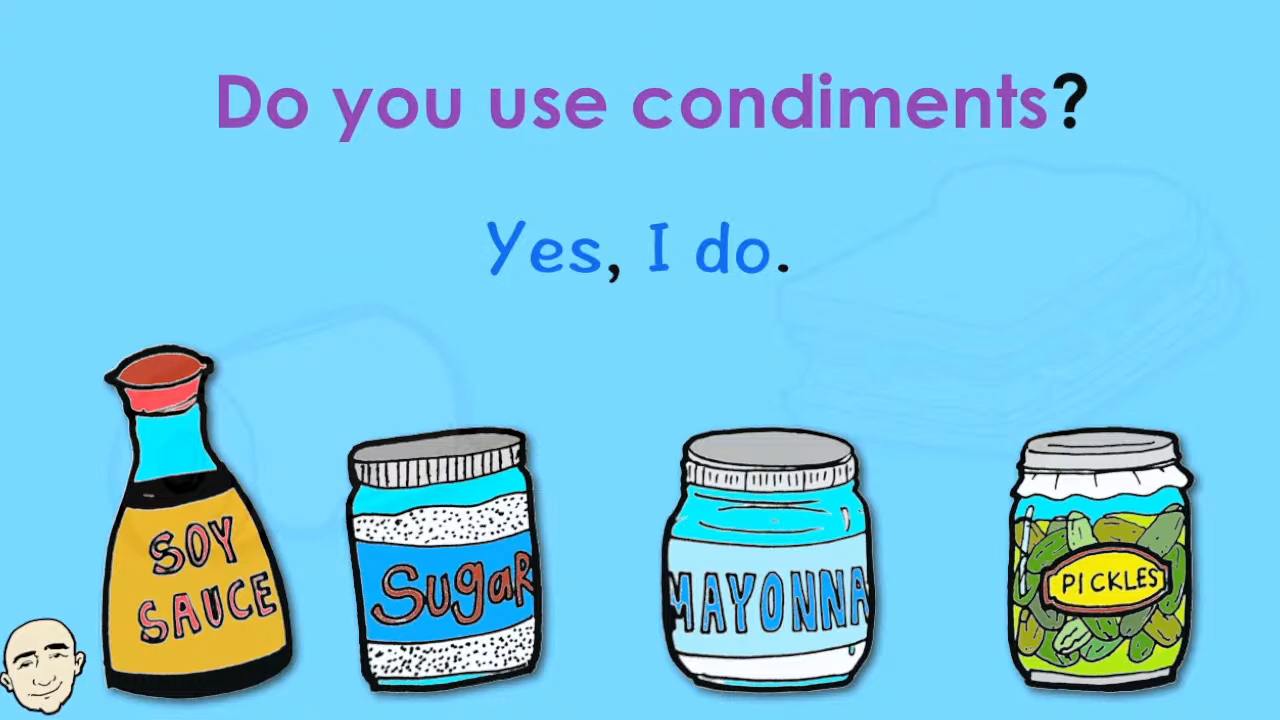 Do you use condiments?
Yes, I do.
SOY
SAUCE
Sugar
MAYONNA
PICKLES